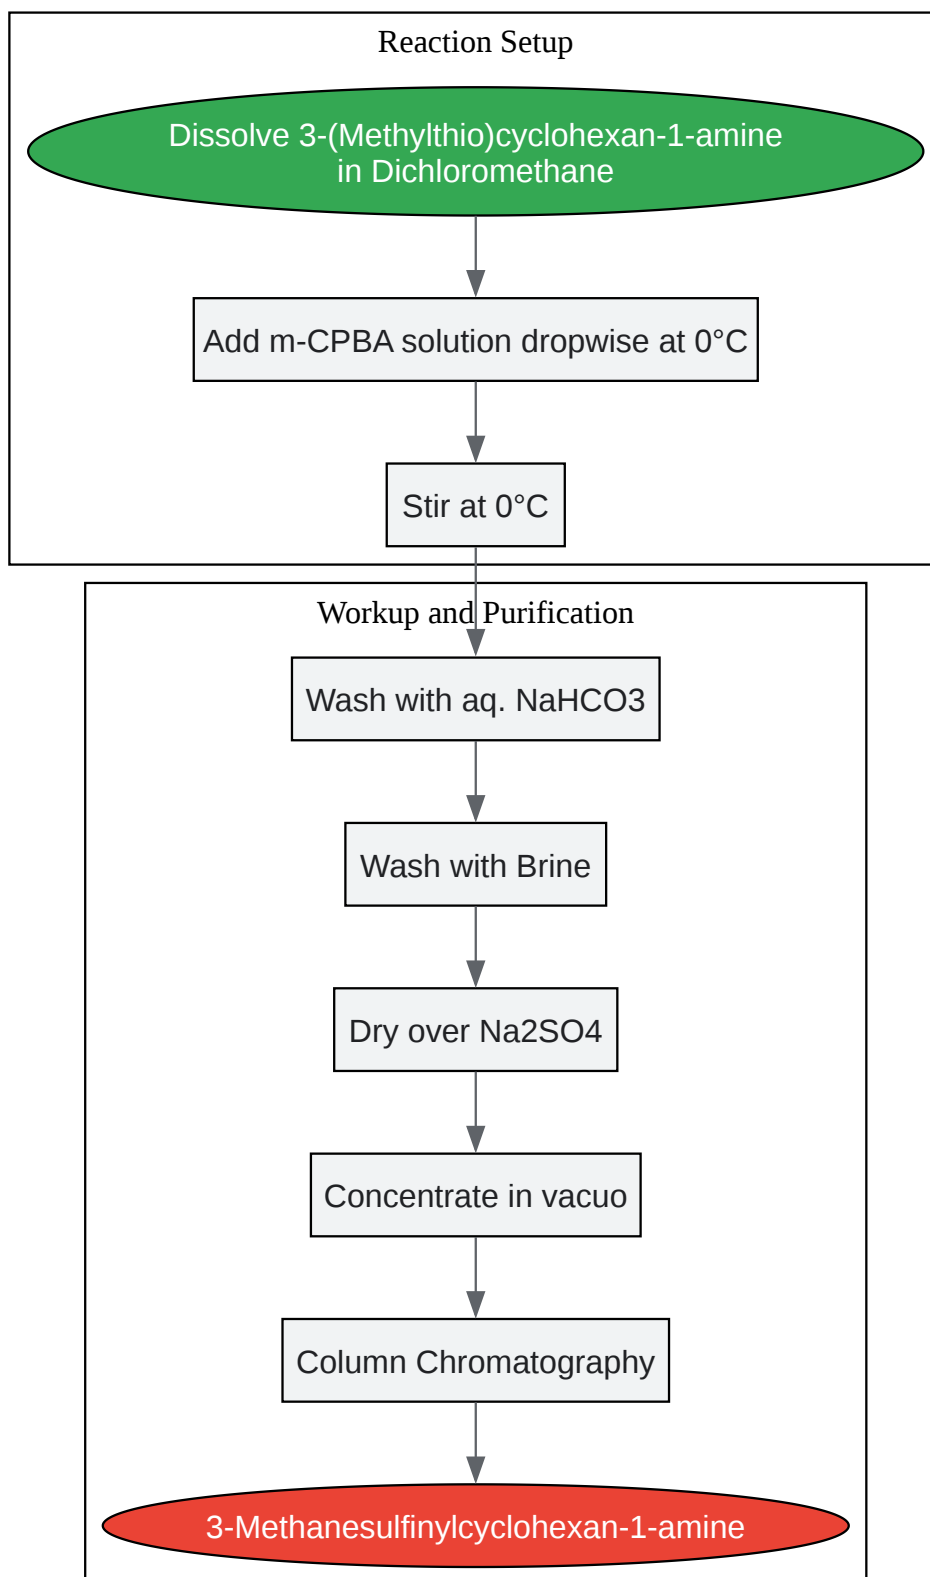 Reaction Setup
Dissolve 3-(Methylthio)cyclohexan-1-amine
in Dichloromethane
Add m-CPBA solution dropwise at 0°C
Stir at 0°C
Workup and Purification
Wash with aq. NaHCO3
Wash with Brine
Dry over Na2SO4
Concentrate in vacuo
Column Chromatography
3-Methanesulfinylcyclohexan-1-amine